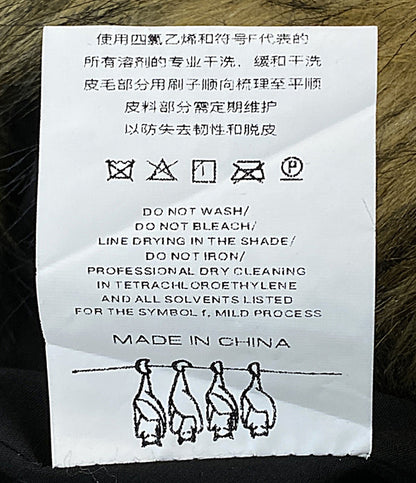 使用四氯乙烯和符号F代表的
所有溶剂的专业干洗，缓和干洗
皮毛部分用刷子顺向梳理至平顺
皮料部分需定期维护
以防失去韧性和脱皮
P
DO NOT WASH/
DO NOT BLEACH/
LINE DRYING IN THE SHADE/
DO NOT IRON/
PROFESSIONAL DRY CLEANING
IN TETRACHLOROETHYLENE
AND ALL SOLVENTS LISTED
FOR THE SYMBOL f, MILD PROCESS
MADE IN CHINA